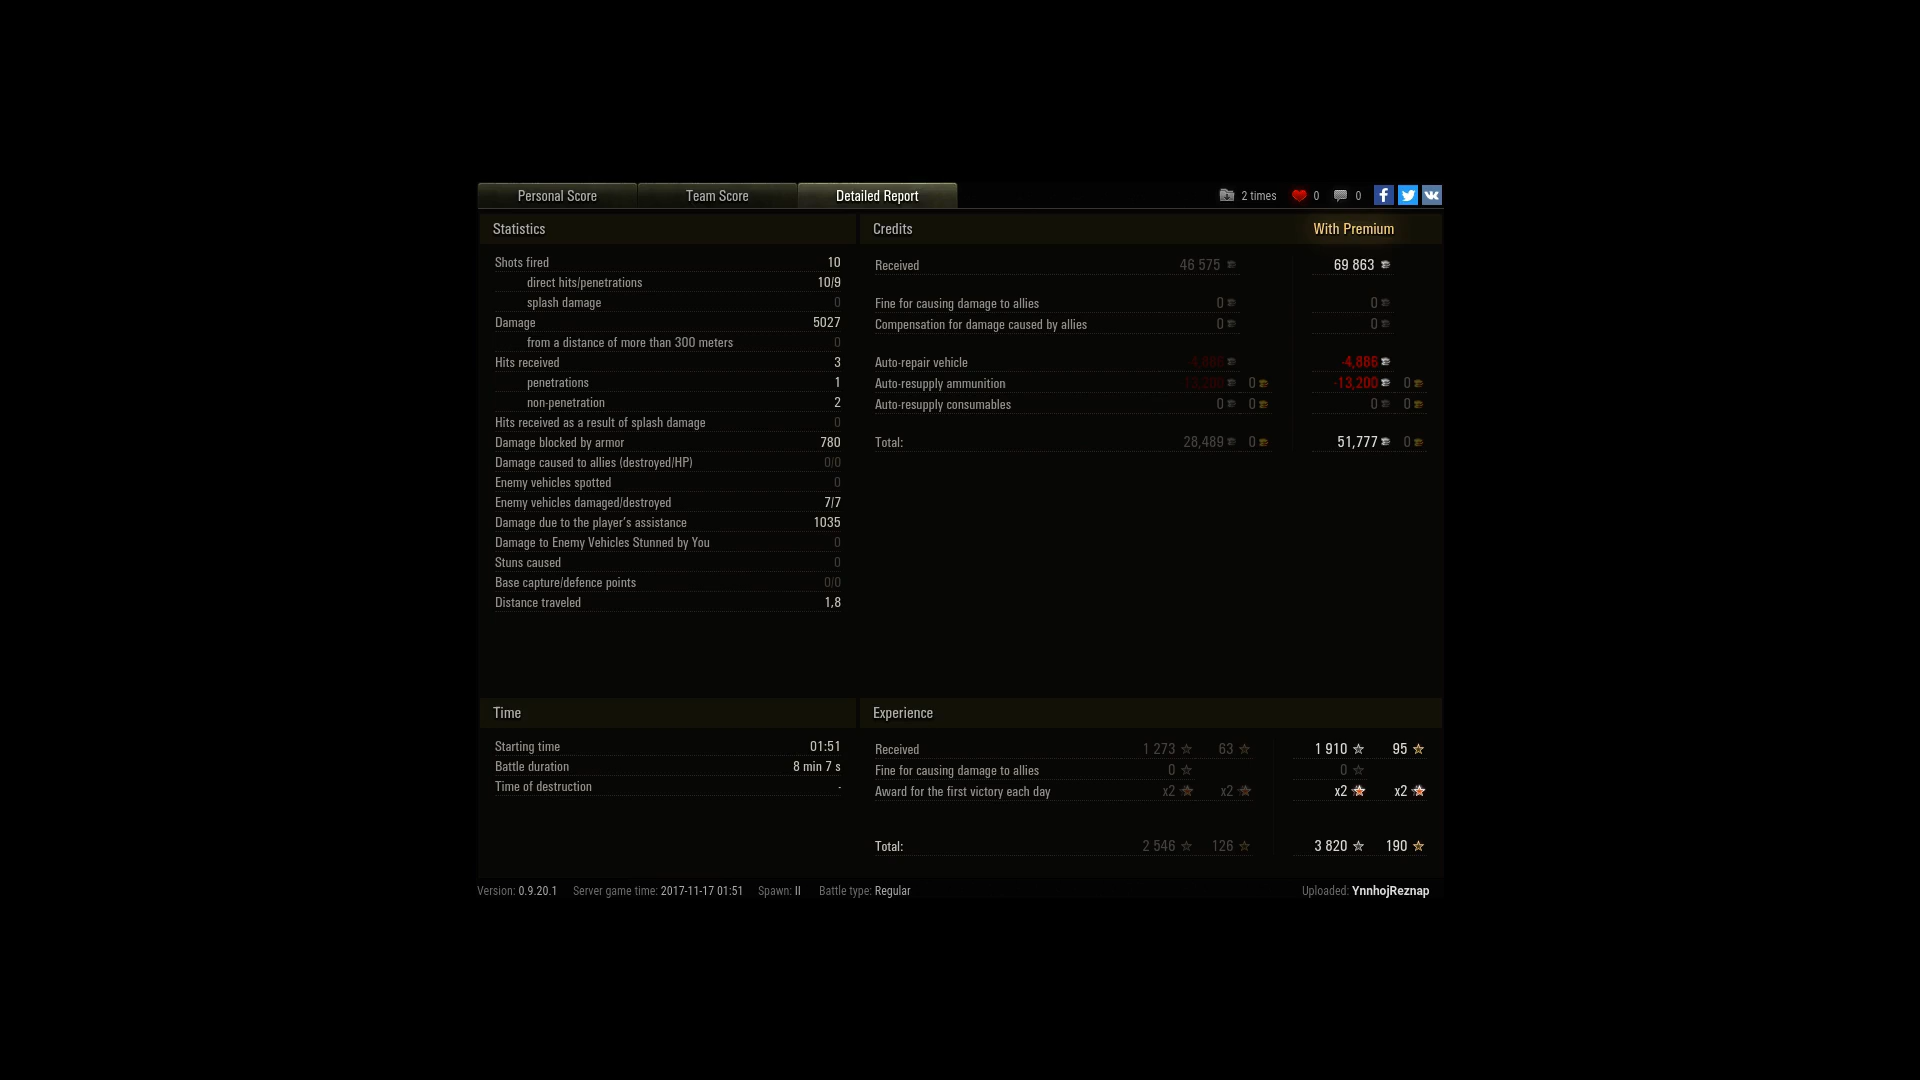 Personal Score Team Score Detailed Report 2 times 0 0
Statistics
Shots fired 10
direct hits/penetrations 10/9
splash damage 0
Damage 5027
from a distance of more than 300 meters 0
Hits received 3
penetrations 1
non-penetration 2
Hits received as a result of splash damage 0
Damage blocked by armor 780
Damage caused to allies (destroyed/HP) 0/0
Enemy vehicles spotted 0
Enemy vehicles damaged/destroyed 7/7
Damage due to the player's assistance 1035
Damage to Enemy Vehicles Stunned by You 0
Stuns caused 0
Base capture/defence points 0/0
Distance traveled 1,8
Credits With Premium
Received 46 575 69 863
Fine for causing damage to allies 0 0
Compensation for damage caused by allies 0 0
Auto-repair vehicle -4,886 -4,886
Auto-resupply ammunition -13,200 0 -13,200 0
Auto-resupply consumables 0 0 0 0
Total: 28,489 0 51,777 0
Time
Starting time 01:51
Battle duration 8 min 7 s
Time of destruction -
Experience
Received 1 273 63 1 910 95
Fine for causing damage to allies 0 0
Award for the first victory each day x2 x2 x2 x2
Total: 2 546 126 3 820 190
Version: 0.9.20.1 Server game time: 2017-11-17 01:51 Spawn: II Battle type: Regular Uploaded: YnnhojReznap